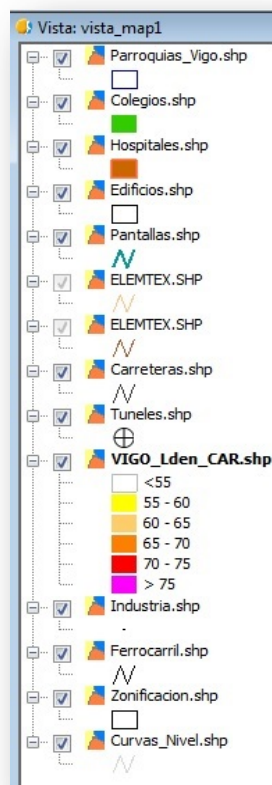 Vista: vista_map1
Parroquias_Vigo.shp
Colegios.shp
Hospitales.shp
Edificios.shp
Pantallas.shp
ELEMTEX.SHP
ELEMTEX.SHP
Carreteras.shp
Tuneles.shp
VIGO_Lden_CAR.shp
<55
55 - 60
60 - 65
65 - 70
70 - 75
> 75
Industria.shp
Ferrocarril.shp
Zonificacion.shp
Curvas_Nivel.shp